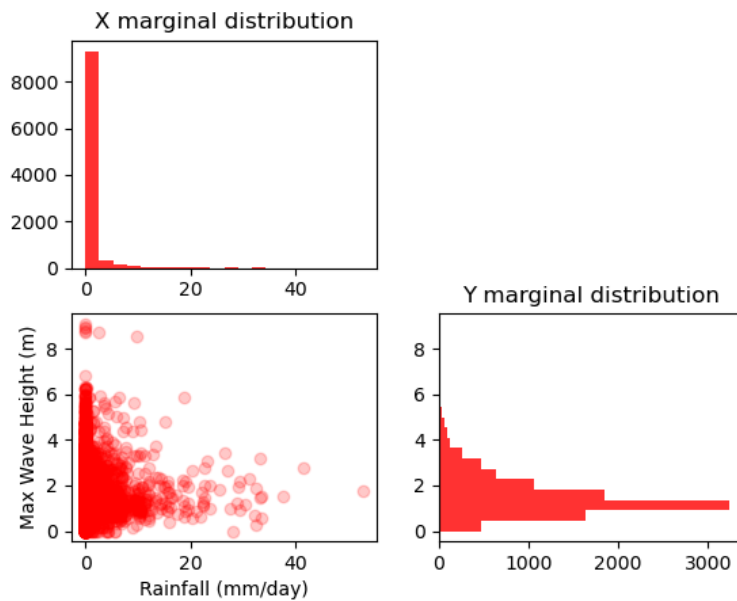 X marginal distribution
8000
6000
4000
2000
0
0 20 40
Y marginal distribution
Max Wave Height (m)
8
6
4
2
0
0 20 40
Rainfall (mm/day)
8
6
4
2
0
0 1000 2000 3000